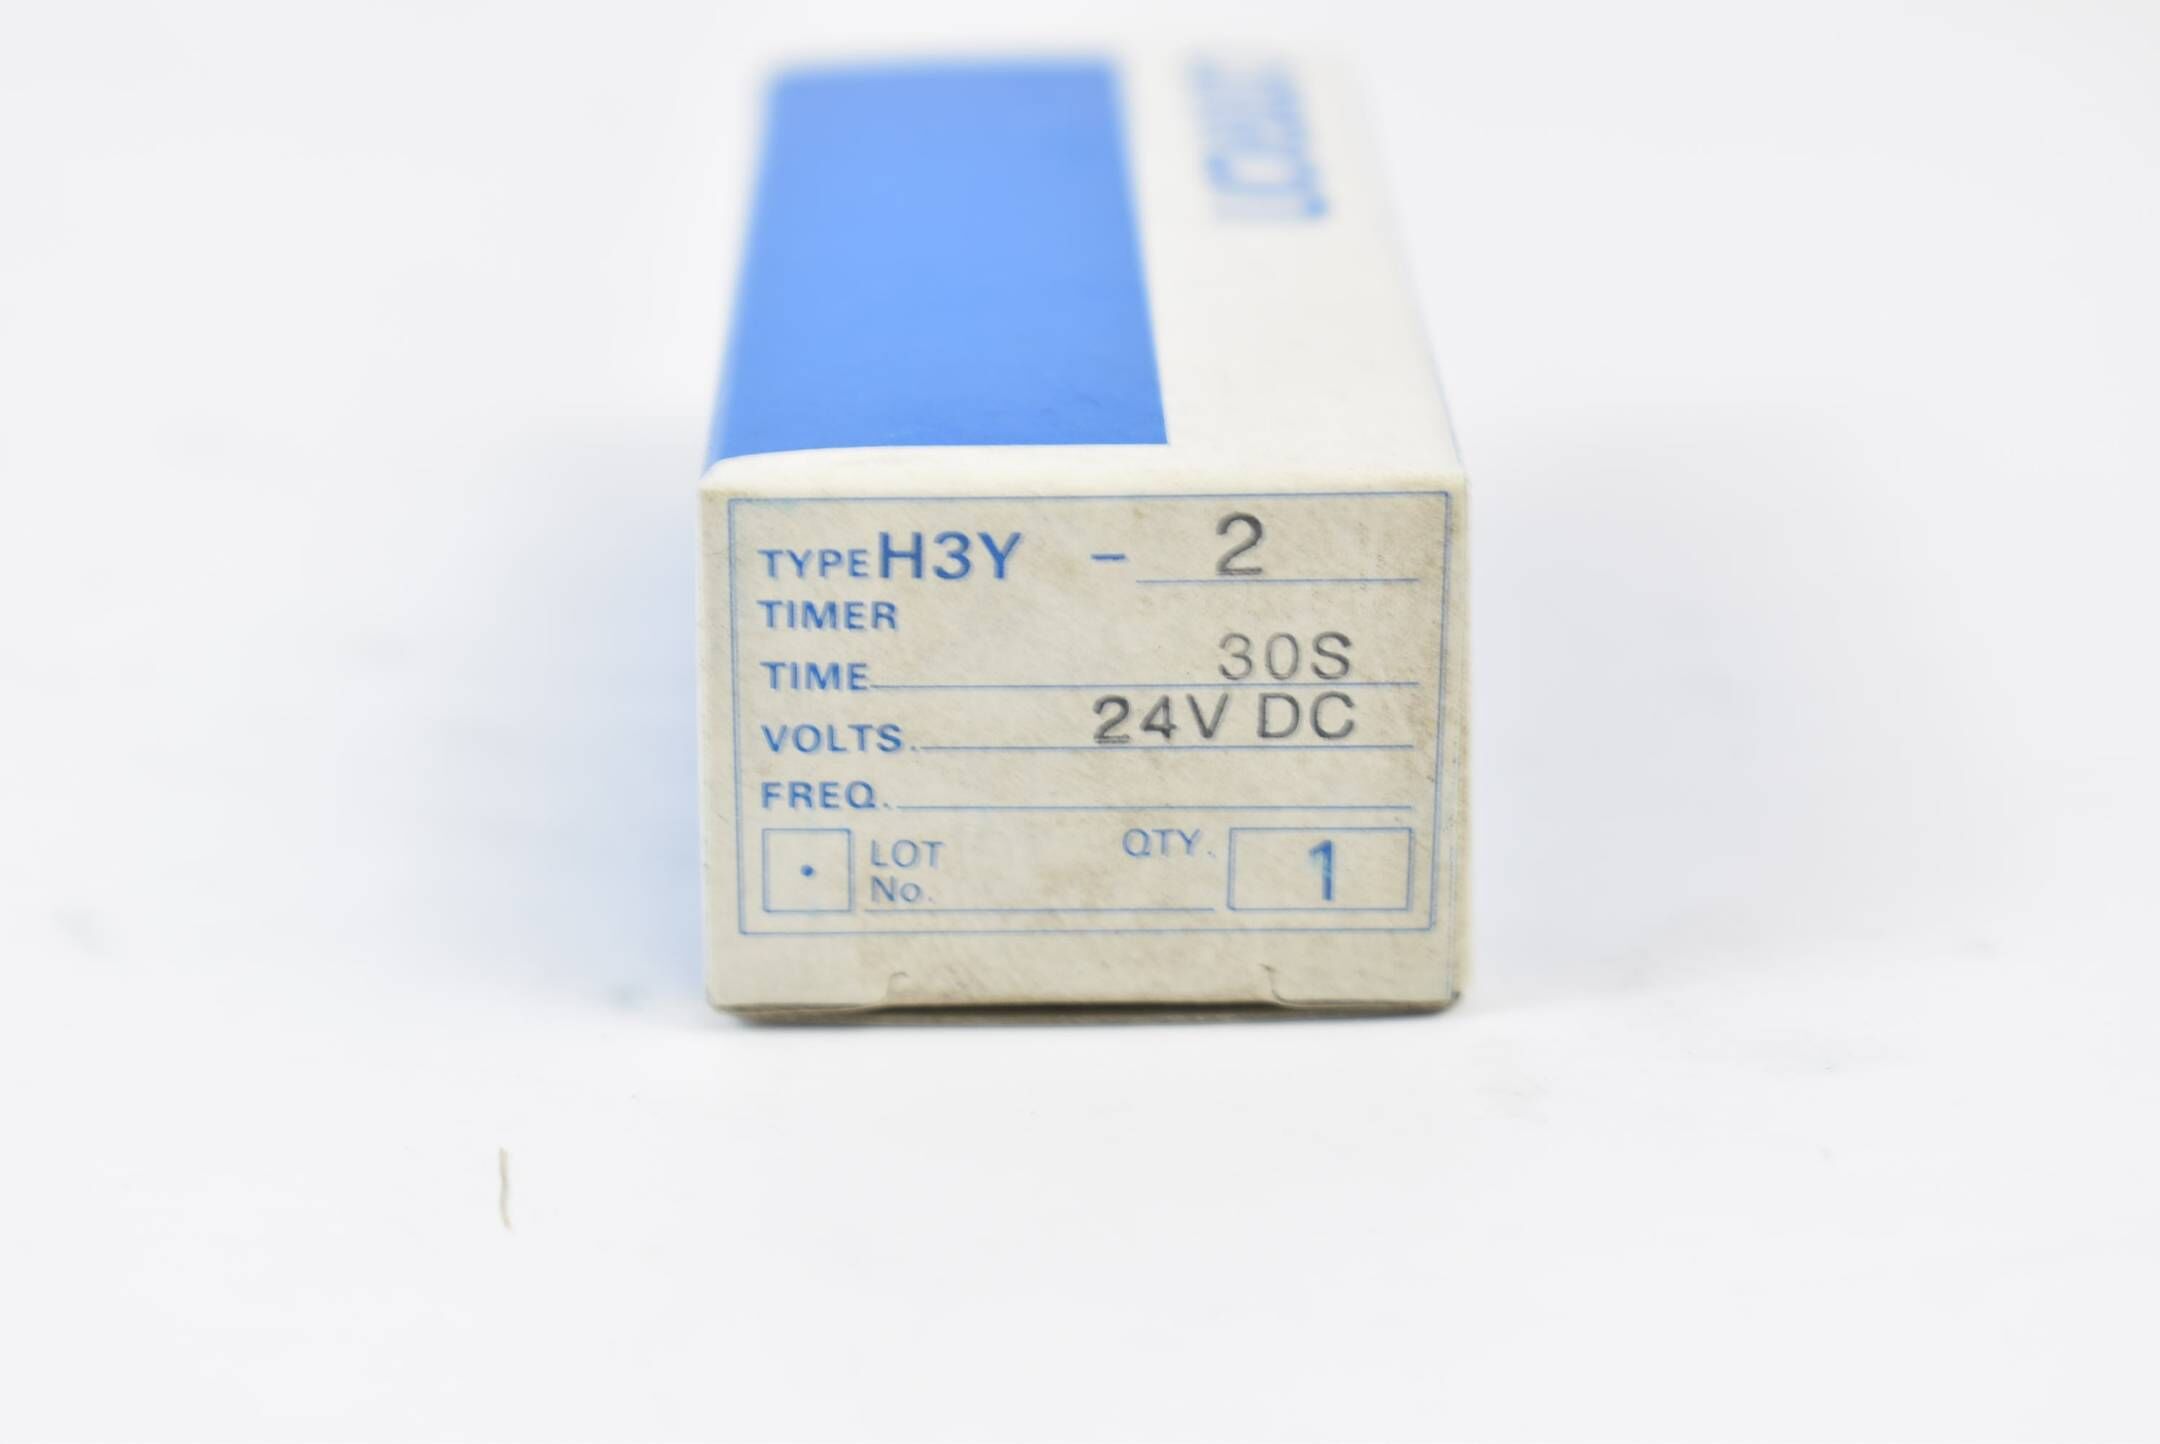 TYPE H3Y - 2
TIMER
TIME 30S
VOLTS. 24V DC
FREQ.
LOT No. QTY. 1